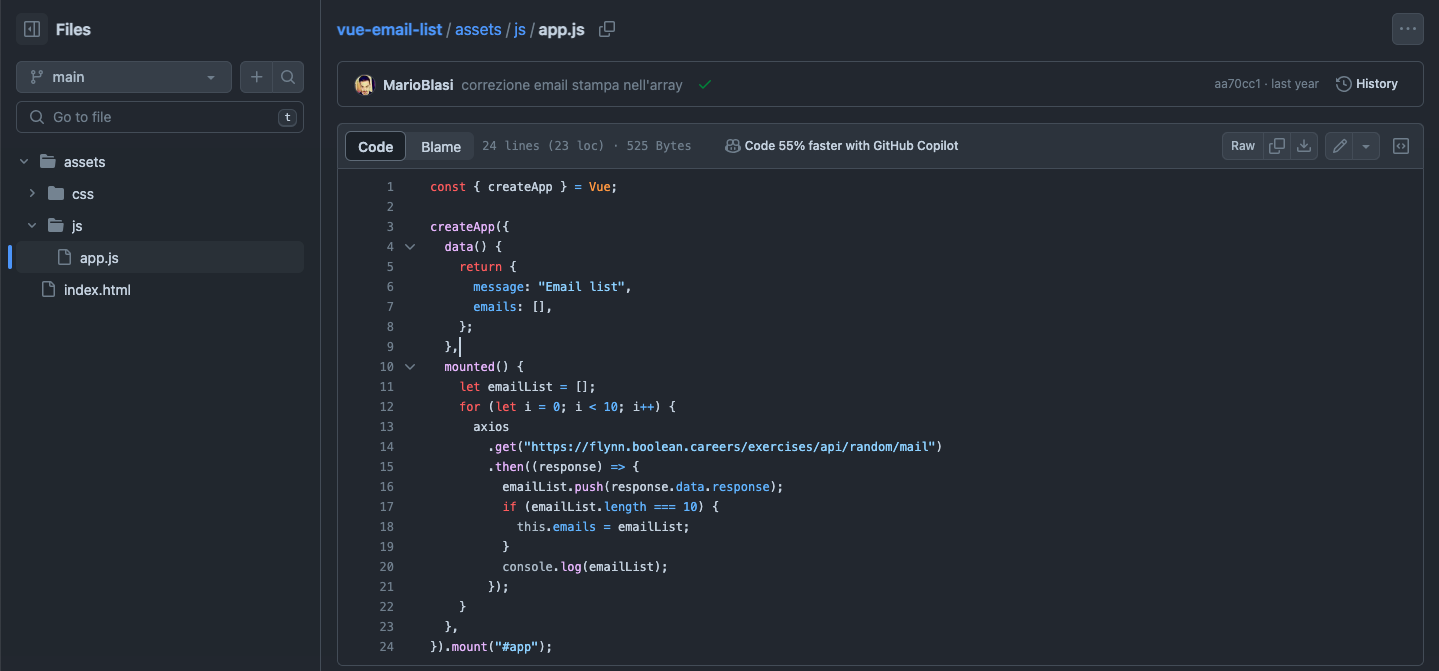 Files
main
Go to file
t
assets
css
js
app.js
index.html
vue-email-list / assets / js / app.js
MarioBlasi correzione email stampa nell'array
aa70cc1 · last year
History
Code
Blame
24 lines (23 loc) · 525 Bytes
Code 55% faster with GitHub Copilot
Raw
1 const { createApp } = Vue;
2
3 createApp({
4 data() {
5 return {
6 message: "Email list",
7 emails: [],
8 };
9 },
10 mounted() {
11 let emailList = [];
12 for (let i = 0; i < 10; i++) {
13 axios
14 .get("https://flynn.boolean.careers/exercises/api/random/mail")
15 .then((response) => {
16 emailList.push(response.data.response);
17 if (emailList.length === 10) {
18 this.emails = emailList;
19 }
20 console.log(emailList);
21 });
22 }
23 },
24 }).mount("#app");